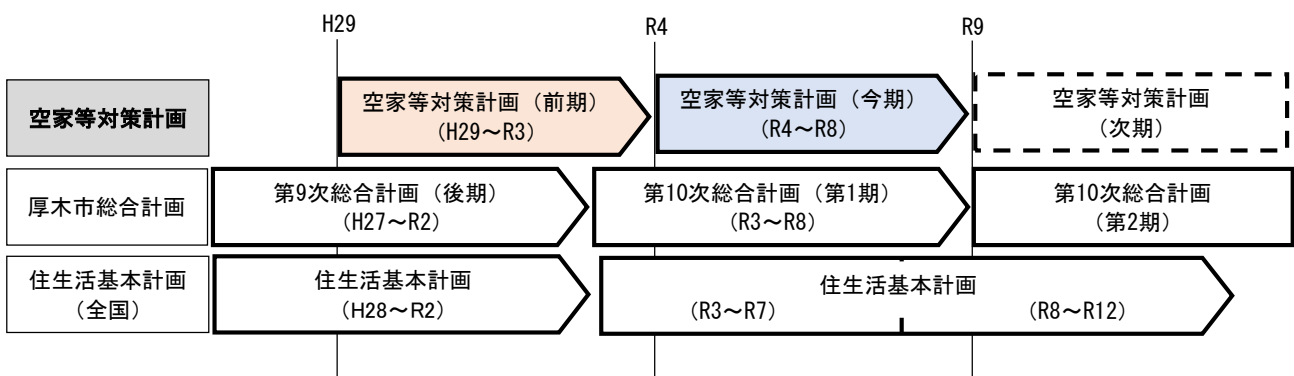 H29
R4
R9
空家等対策計画
空家等対策計画（前期）
（H29～R3）
空家等対策計画（今期）
（R4～R8）
空家等対策計画
（次期）
厚木市総合計画
第9次総合計画（後期）
（H27～R2）
第10次総合計画（第1期）
（R3～R8）
第10次総合計画
（第2期）
住生活基本計画
（全国）
住生活基本計画
（H28～R2）
住生活基本計画
（R3～R7）
（R8～R12）